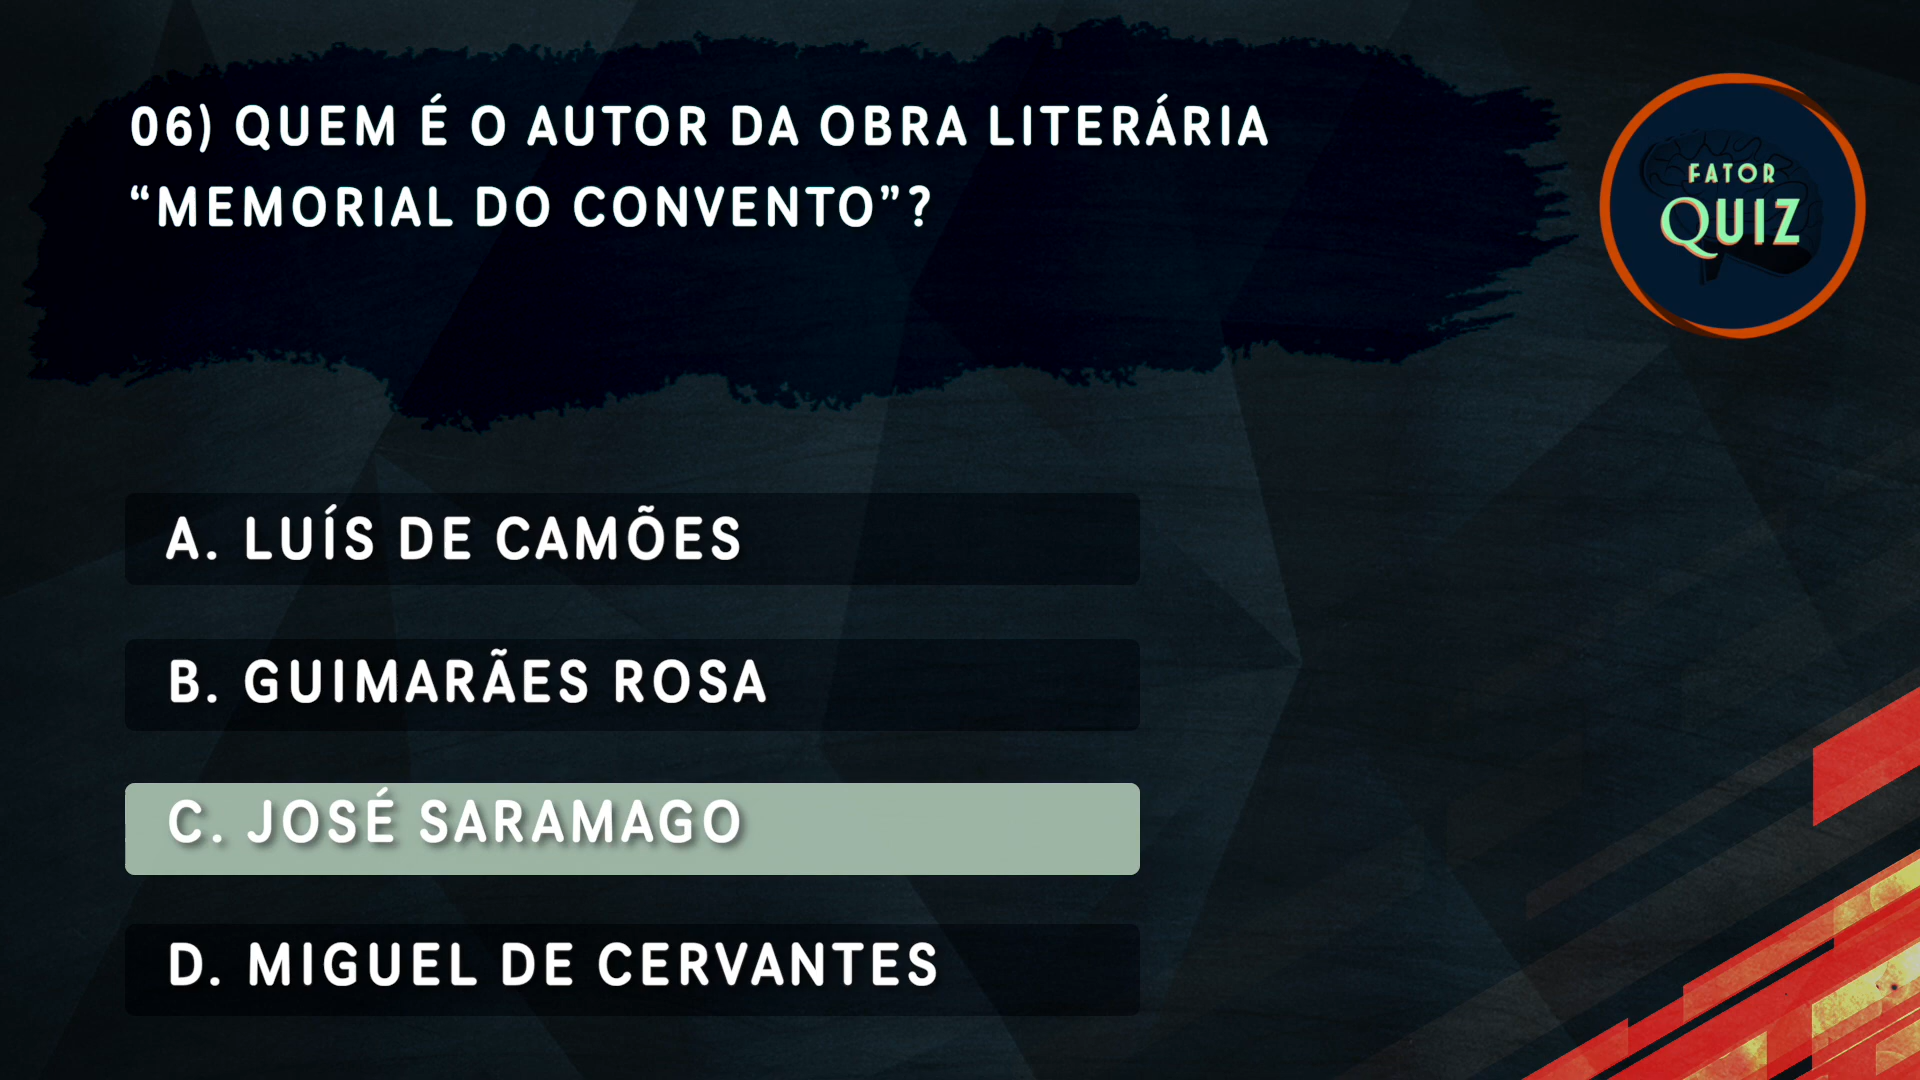 06) QUEM É O AUTOR DA OBRA LITERÁRIA
“MEMORIAL DO CONVENTO”?
FATOR
QUIZ
A. LUÍS DE CAMÕES
B. GUIMARÃES ROSA
C. JOSÉ SARAMAGO
D. MIGUEL DE CERVANTES